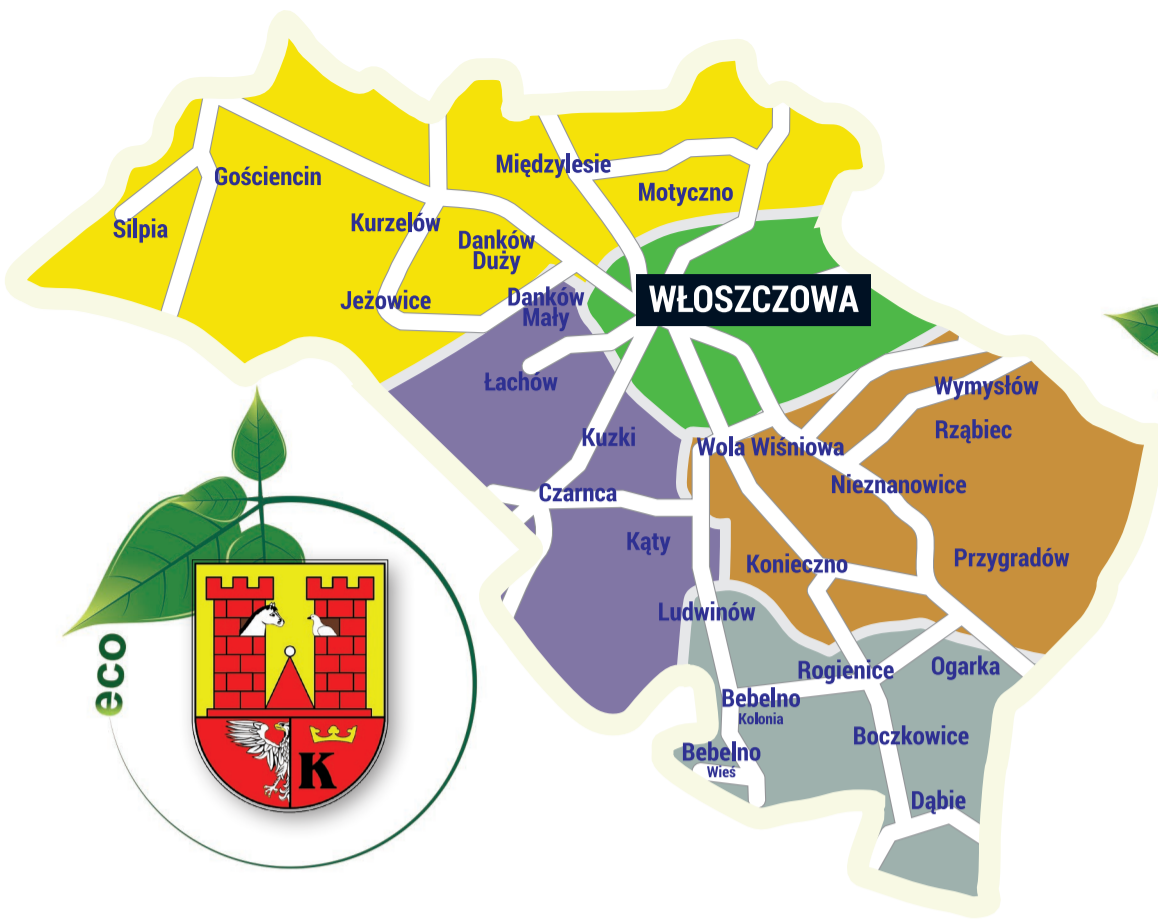 Międzylesie
Gościencin
Motyczno
Silpia
Kurzelów
Danków
Duży
Jeżowice
Danków
Mały
WŁOSZCZOWA
Łachów
Wymysłów
Rząbiec
Kuzki
Wola Wiśniowa
Nieznanowice
Czarnca
Kąty
Konieczno
Przygradów
Ludwinów
eco
Rogienice
Ogarka
Bebelno
Kolonia
Boczkowice
Bebelno
Wieś
K
Dąbie